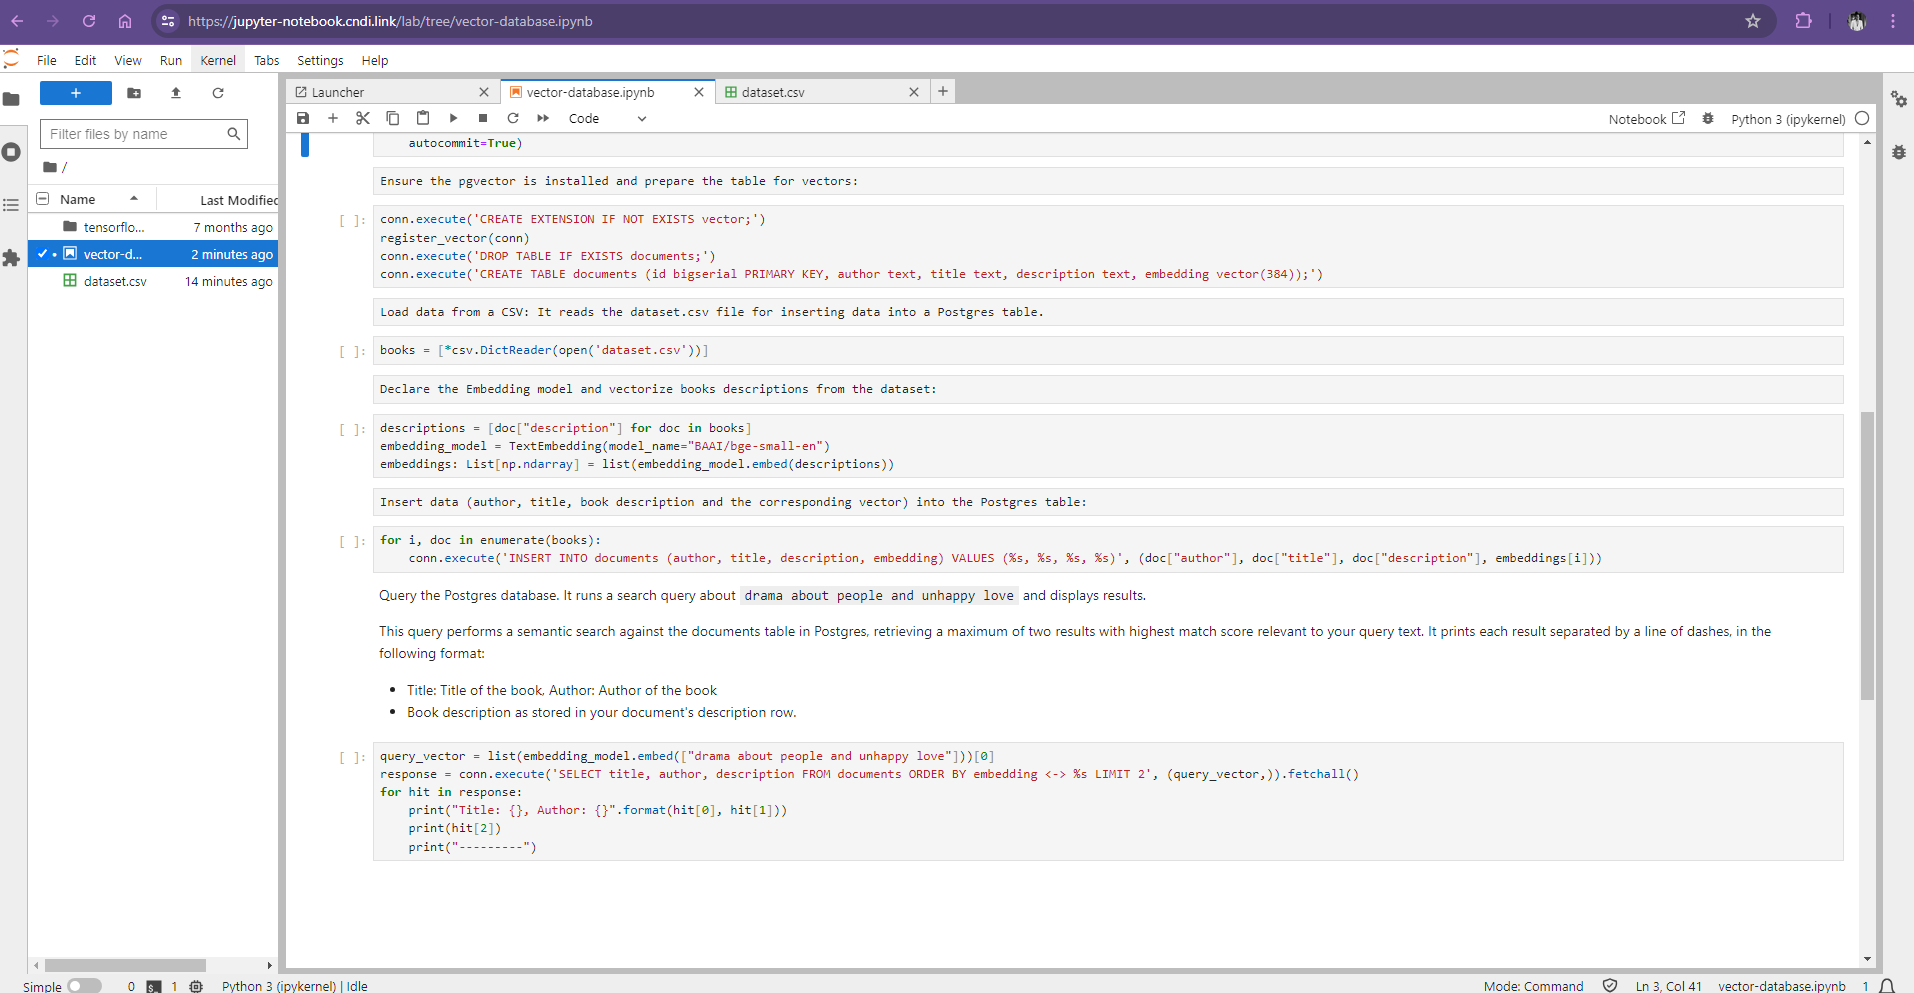 https://jupyter-notebook.cndi.link/lab/tree/vector-database.ipynb
File Edit View Run Kernel Tabs Settings Help
+
Filter files by name
/
Name Last Modified
tensorflo... 7 months ago
vector-d... 2 minutes ago
dataset.csv 14 minutes ago
Launcher vector-database.ipynb dataset.csv
Code Notebook Python 3 (ipykernel)
autocommit=True)
Ensure the pgvector is installed and prepare the table for vectors:
[ ]: conn.execute('CREATE EXTENSION IF NOT EXISTS vector;')
register_vector(conn)
conn.execute('DROP TABLE IF EXISTS documents;')
conn.execute('CREATE TABLE documents (id bigserial PRIMARY KEY, author text, title text, description text, embedding vector(384));')
Load data from a CSV: It reads the dataset.csv file for inserting data into a Postgres table.
[ ]: books = [*csv.DictReader(open('dataset.csv'))]
Declare the Embedding model and vectorize books descriptions from the dataset:
[ ]: descriptions = [doc["description"] for doc in books]
embedding_model = TextEmbedding(model_name="BAAI/bge-small-en")
embeddings: List[np.ndarray] = list(embedding_model.embed(descriptions))
Insert data (author, title, book description and the corresponding vector) into the Postgres table:
[ ]: for i, doc in enumerate(books):
conn.execute('INSERT INTO documents (author, title, description, embedding) VALUES (%s, %s, %s, %s)', (doc["author"], doc["title"], doc["description"], embeddings[i]))
Query the Postgres database. It runs a search query about drama about people and unhappy love and displays results.
This query performs a semantic search against the documents table in Postgres, retrieving a maximum of two results with highest match score relevant to your query text. It prints each result separated by a line of dashes, in the
following format:
• Title: Title of the book, Author: Author of the book
• Book description as stored in your document's description row.
[ ]: query_vector = list(embedding_model.embed(["drama about people and unhappy love"]))[0]
response = conn.execute('SELECT title, author, description FROM documents ORDER BY embedding <-> %s LIMIT 2', (query_vector,)).fetchall()
for hit in response:
print("Title: {}, Author: {}".format(hit[0], hit[1]))
print(hit[2])
print("---------")
Simple 0 1 Python 3 (ipykernel) | Idle Mode: Command Ln 3, Col 41 vector-database.ipynb 1